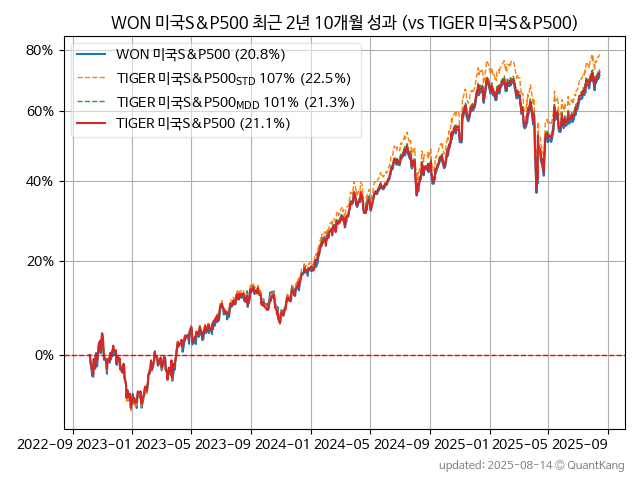 WON 미국S&P500 최근 2년 10개월 성과 (vs TIGER 미국S&P500)
WON 미국S&P500 (20.8%)
TIGER 미국S&P500STD 107% (22.5%)
TIGER 미국S&P500MDD 101% (21.3%)
TIGER 미국S&P500 (21.1%)
80%
60%
40%
20%
0%
2022-09 2023-01 2023-05 2023-09 2024-01 2024-05 2024-09 2025-01 2025-05 2025-09
updated: 2025-08-14 © QuantKang